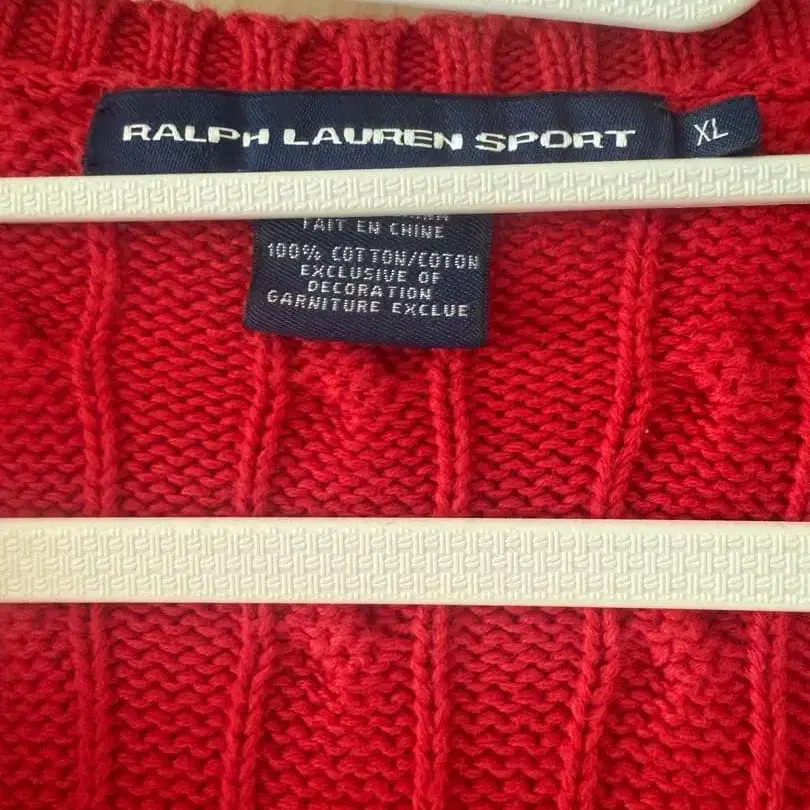 RALPH LAUREN SPORT
XL
FAIT EN CHINE
100% COTTON/COTON
EXCLUSIVE OF
DECORATION
GARNITURE EXCLUE